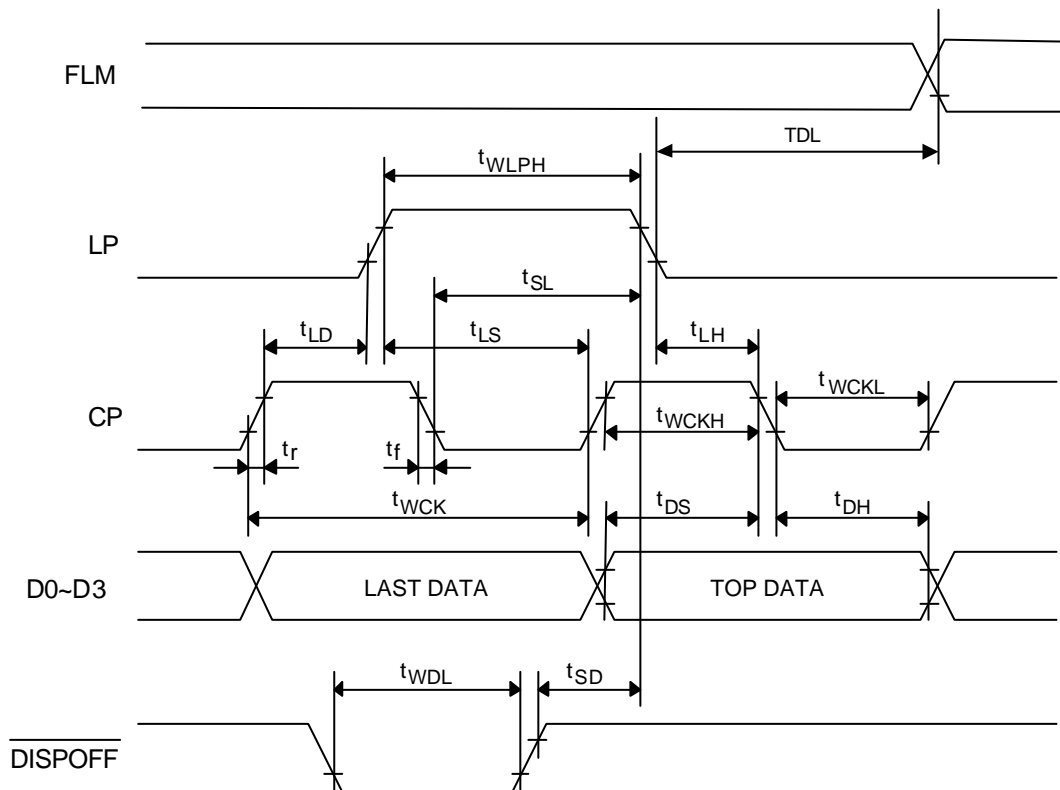 FLM
TDL
tWLPH
LP
tSL
tLD
tLS
tLH
tWCKL
CP
tWCKH
tr
tf
tWCK
tDS
tDH
D0~D3
LAST DATA
TOP DATA
tWDL
tSD
DISPOFF